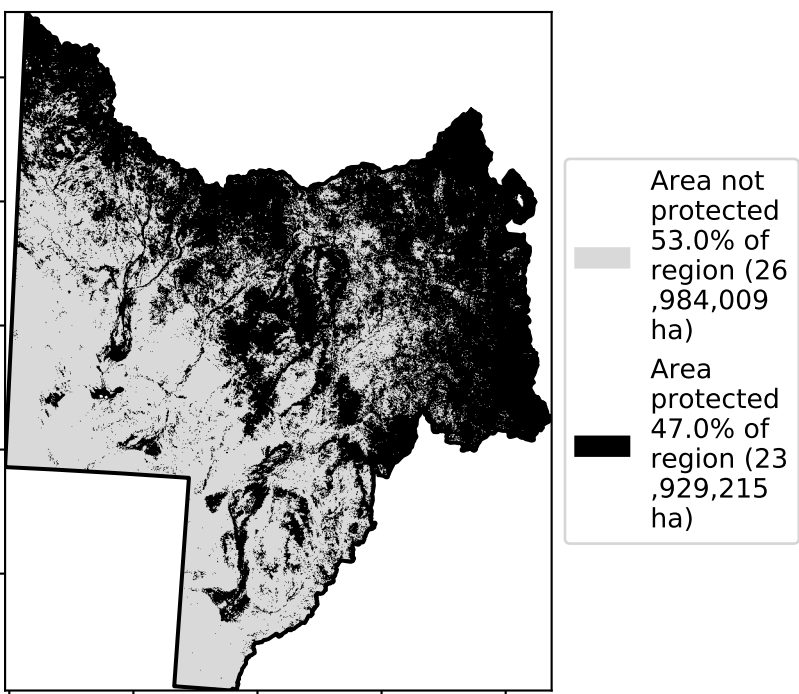 Area not
protected
53.0% of
region (26
,984,009
ha)
Area
protected
47.0% of
region (23
,929,215
ha)